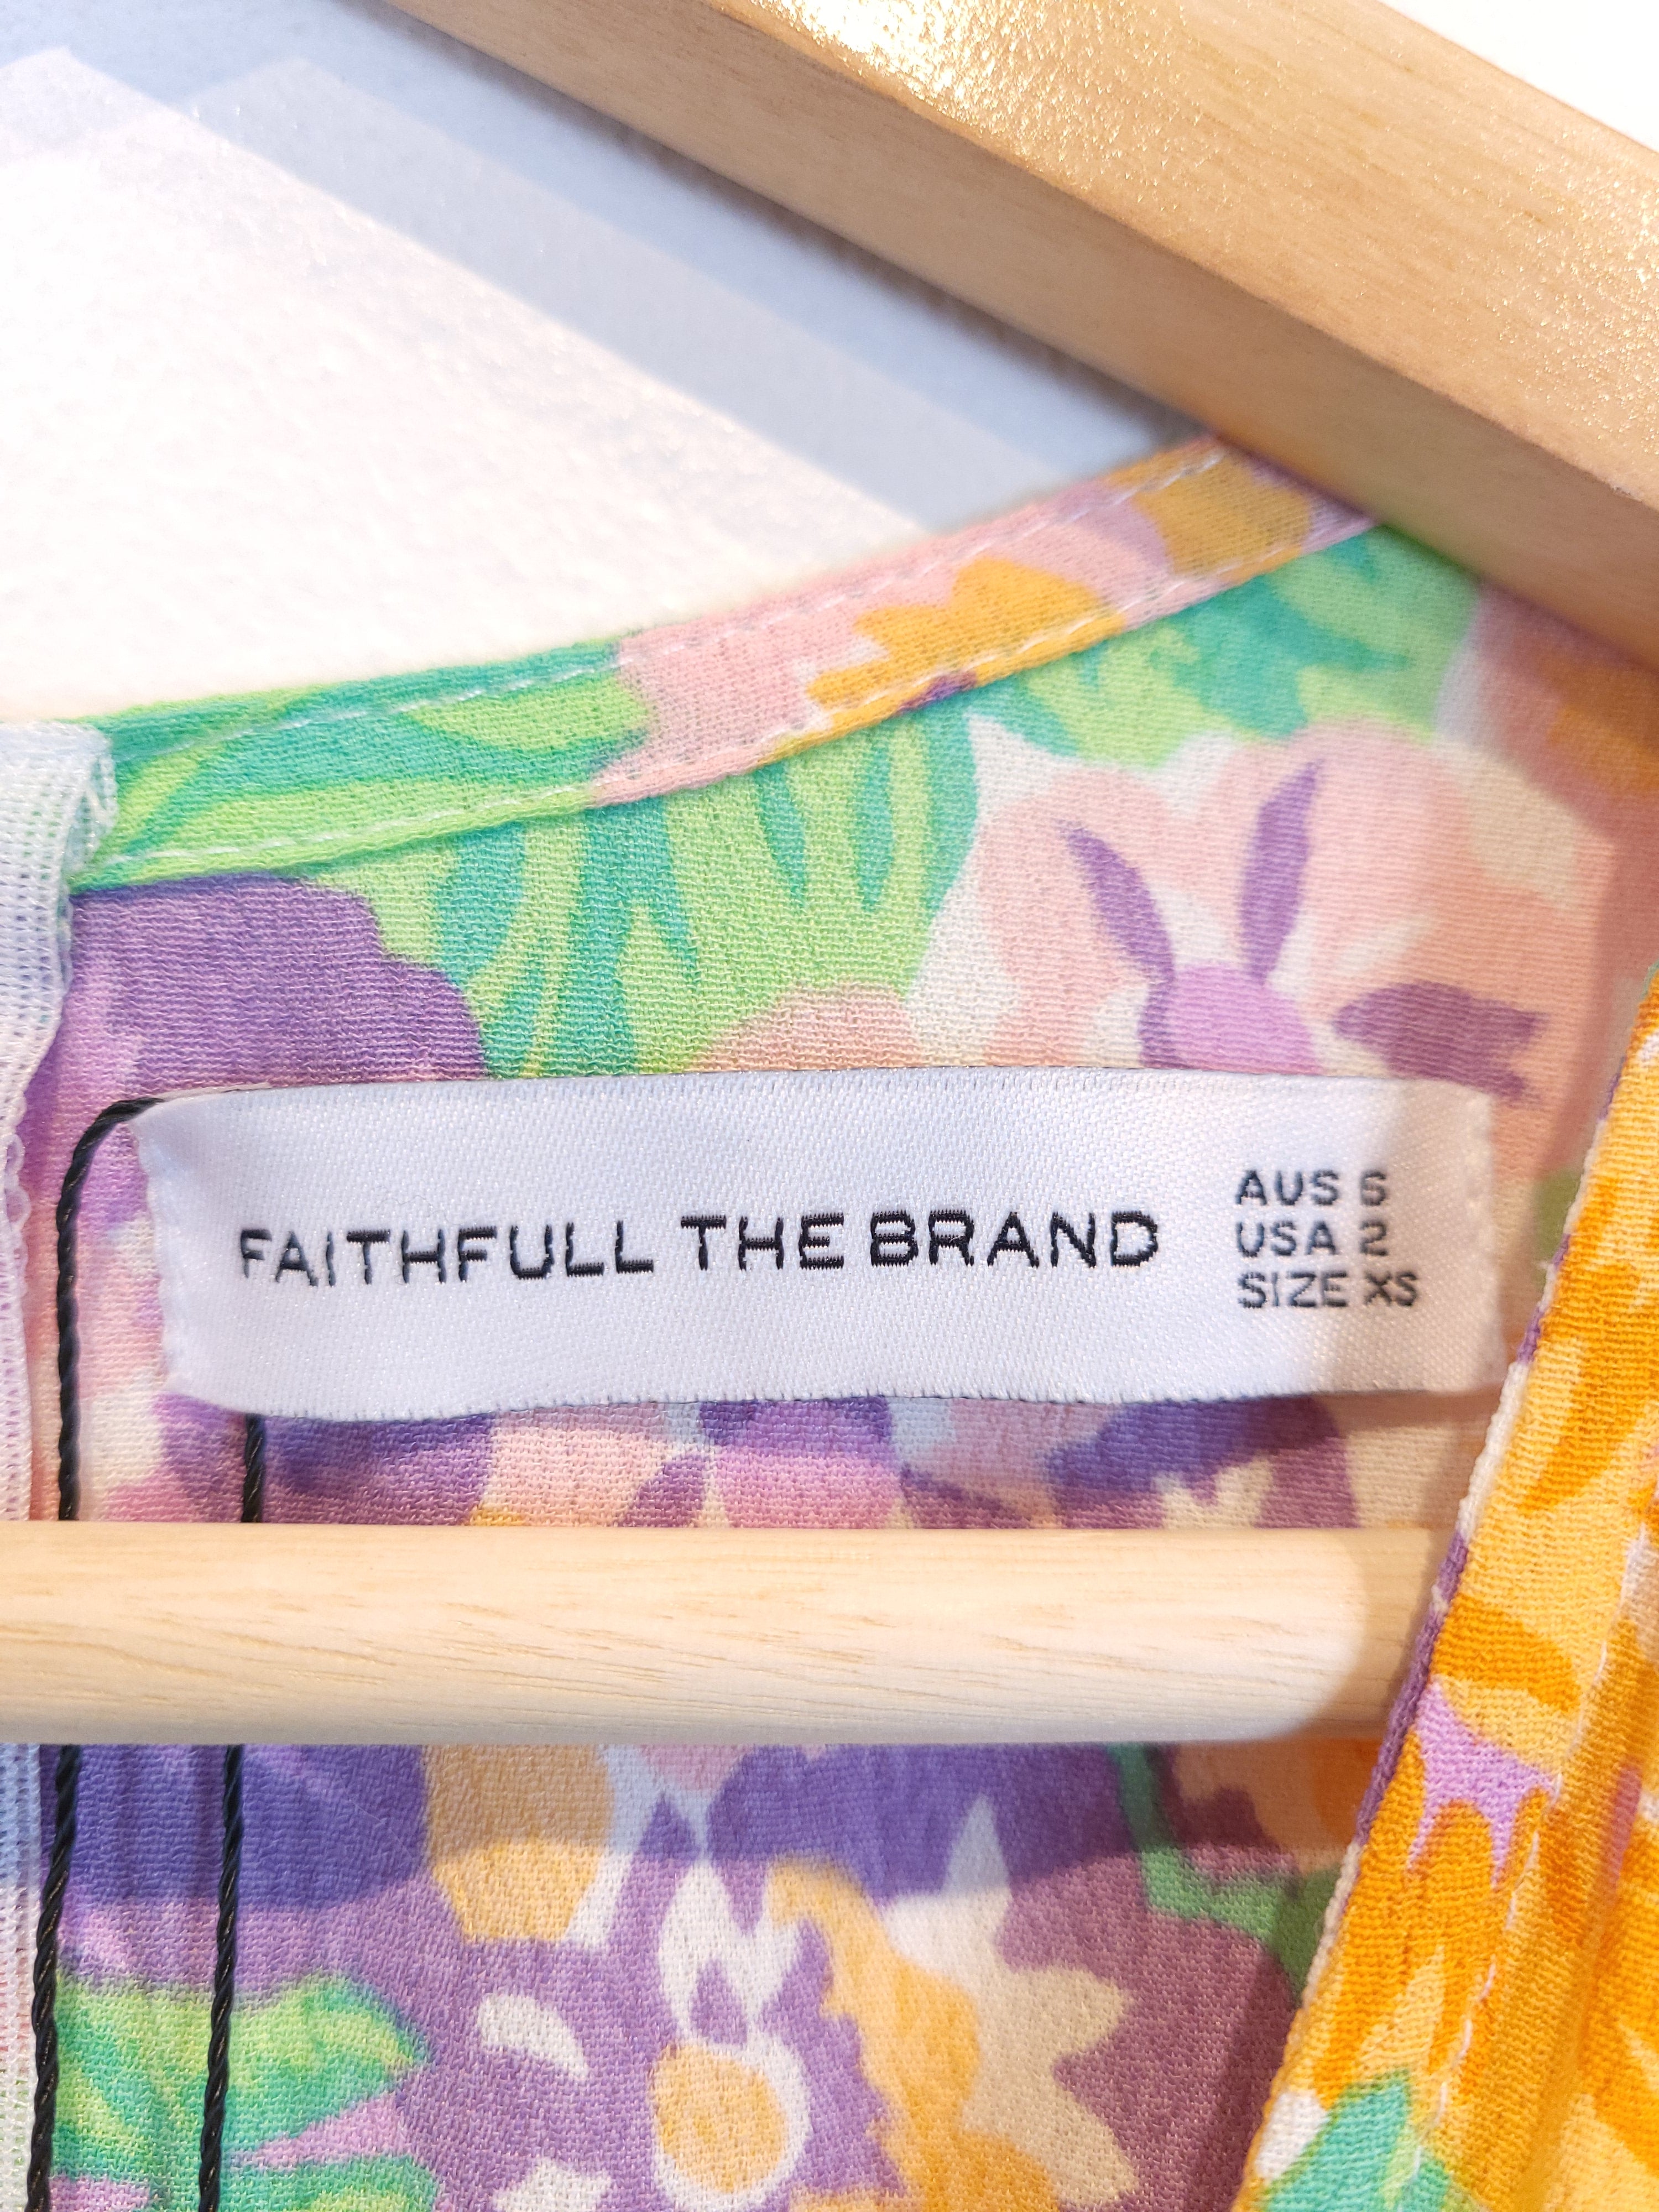 FAITHFULL THE BRAND
AUS 6
USA 2
SIZE XS